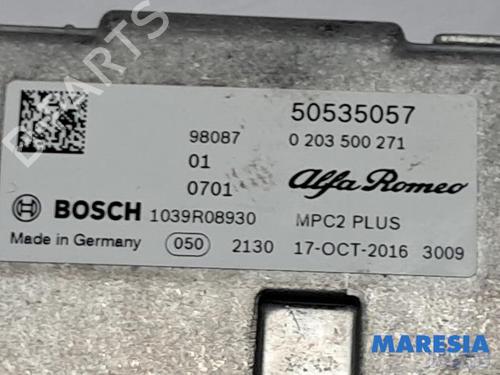 50535057
98087 0 203 500 271
01
0701 Alfa Romeo
BOSCH 1039R08930 MPC2 PLUS
Made in Germany 050 2130 17-OCT-2016 3009
MARESIA
PARTS